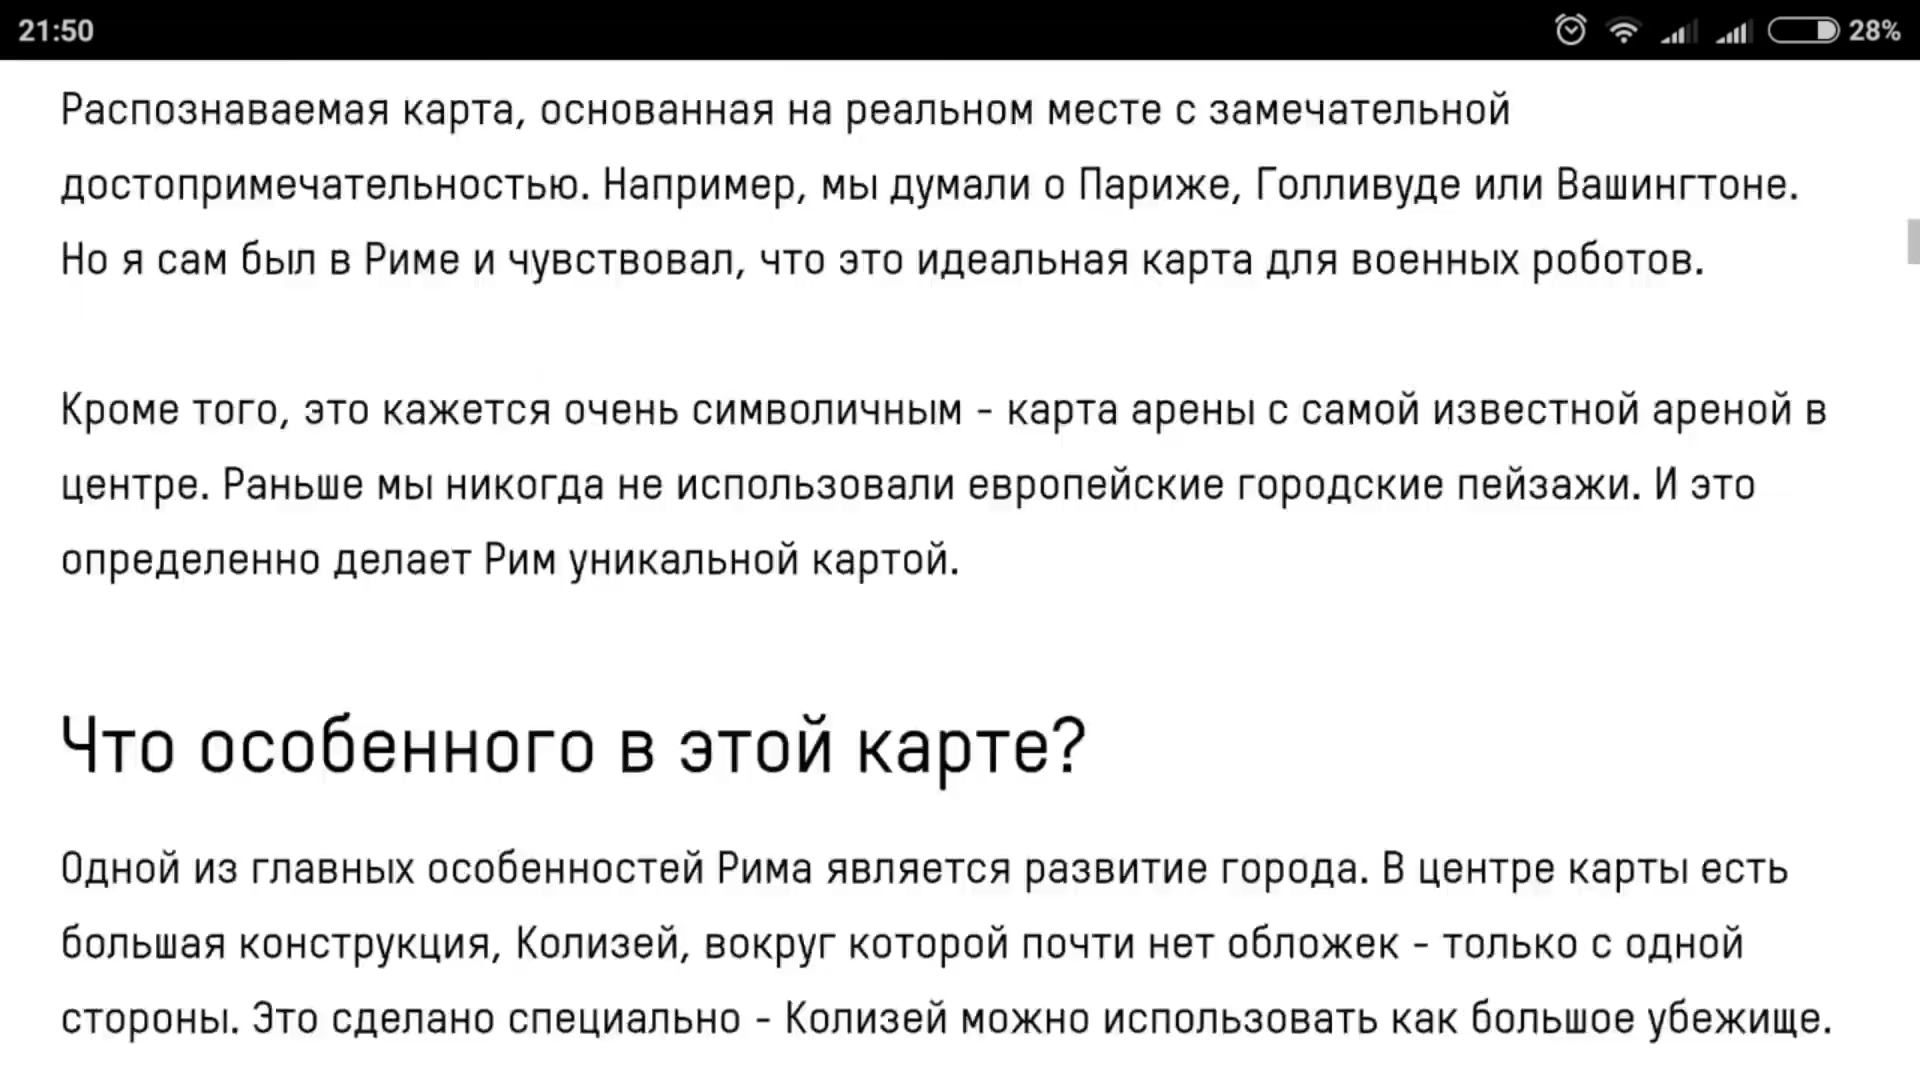 21:50
28%
Распознаваемая карта, основанная на реальном месте с замечательной
достопримечательностью. Например, мы думали о Париже, Голливуде или Вашингтоне.
Но я сам был в Риме и чувствовал, что это идеальная карта для военных роботов.
Кроме того, это кажется очень символичным - карта арены с самой известной ареной в
центре. Раньше мы никогда не использовали европейские городские пейзажи. И это
определенно делает Рим уникальной картой.
Что особенного в этой карте?
Одной из главных особенностей Рима является развитие города. В центре карты есть
большая конструкция, Колизей, вокруг которой почти нет обложек - только с одной
стороны. Это сделано специально - Колизей можно использовать как большое убежище.